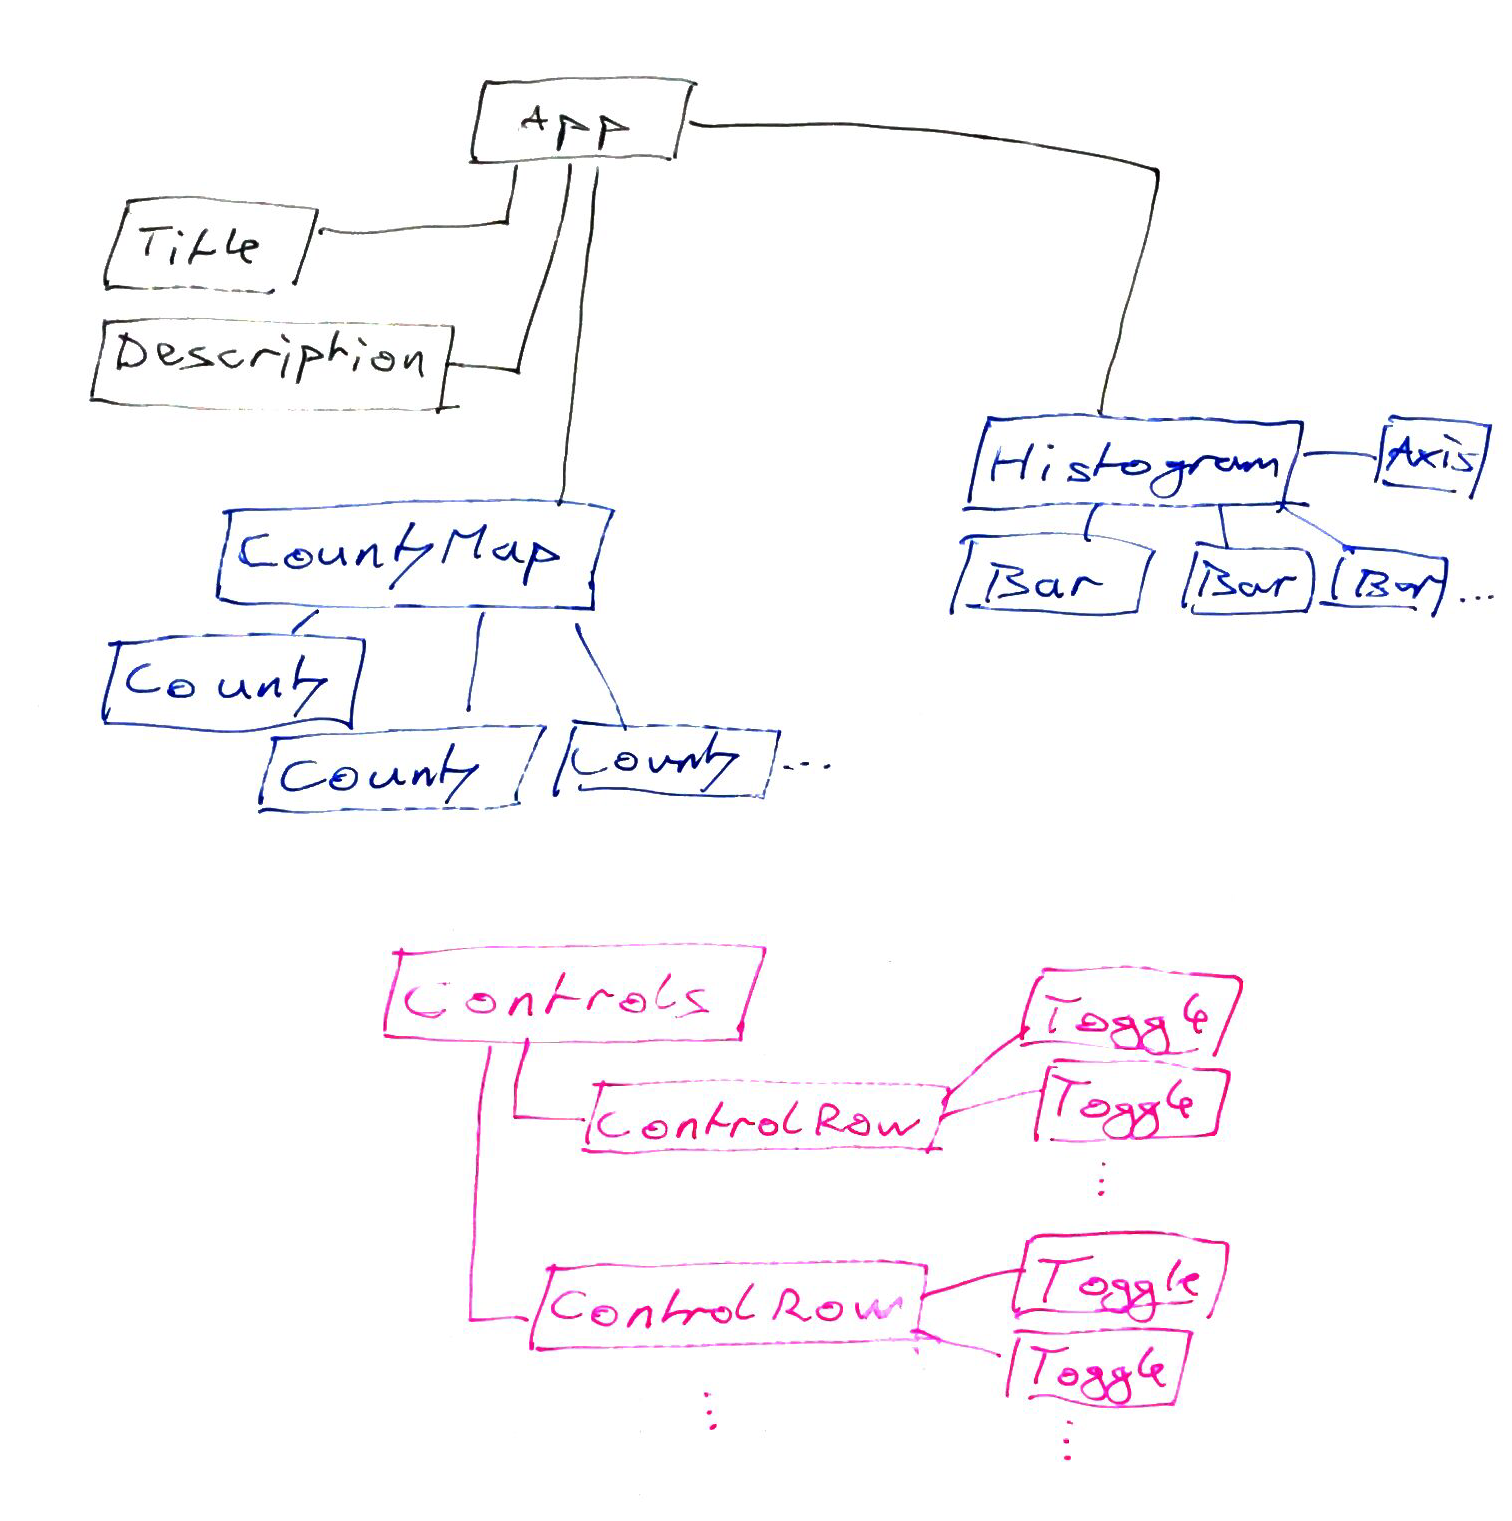 App
Title
Description
Histogram
Axis
CountyMap
Bar
Bar
Bar
...
County
County
County
...
Controls
Toggle
ControlRow
Toggle
⋮
ControlRow
Toggle
Toggle
⋮
⋮